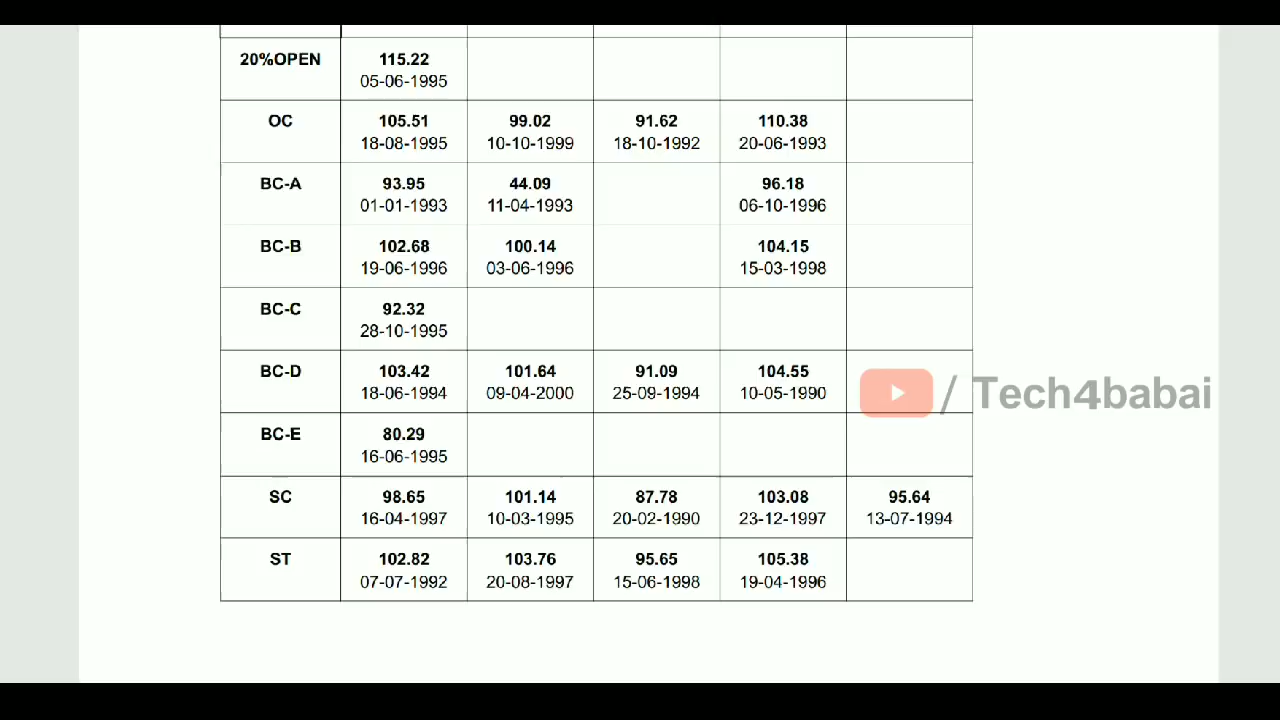 20%OPEN 115.22
05-06-1995
OC 105.51 99.02 91.62 110.38
18-08-1995 10-10-1999 18-10-1992 20-06-1993
BC-A 93.95 44.09 96.18
01-01-1993 11-04-1993 06-10-1996
BC-B 102.68 100.14 104.15
19-06-1996 03-06-1996 15-03-1998
BC-C 92.32
28-10-1995
BC-D 103.42 101.64 91.09 104.55
18-06-1994 09-04-2000 25-09-1994 10-05-1990
/ Tech4babai
BC-E 80.29
16-06-1995
SC 98.65 101.14 87.78 103.08 95.64
16-04-1997 10-03-1995 20-02-1990 23-12-1997 13-07-1994
ST 102.82 103.76 95.65 105.38
07-07-1992 20-08-1997 15-06-1998 19-04-1996